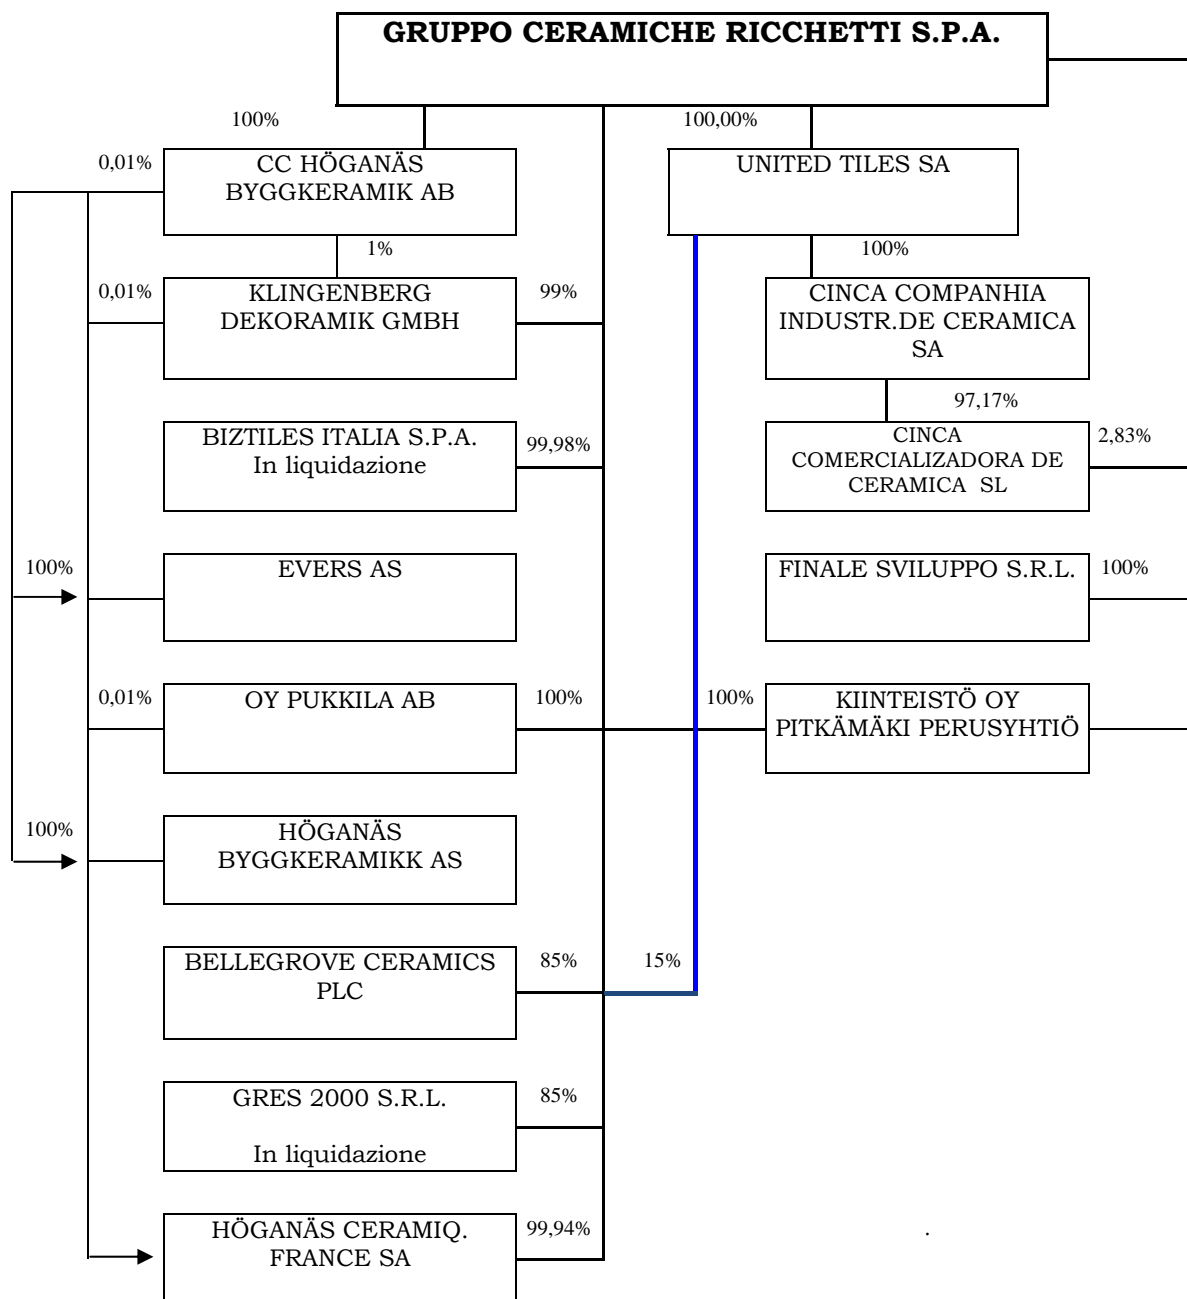 GRUPPO CERAMICHE RICCHETTI S.P.A.
100%
100,00%
0,01%
CC HÖGANÄS
BYGGKERAMIK AB
UNITED TILES SA
1%
100%
0,01%
KLINGENBERG
DEKORAMIK GMBH
99%
CINCA COMPANHIA
INDUSTR.DE CERAMICA
SA
97,17%
BIZTILES ITALIA S.P.A.
In liquidazione
99,98%
CINCA
COMERCIALIZADORA DE
CERAMICA SL
2,83%
100%
EVERS AS
FINALE SVILUPPO S.R.L.
100%
0,01%
OY PUKKILA AB
100%
100%
KIINTEISTÖ OY
PITKÄMÄKI PERUSYHTIÖ
100%
HÖGANÄS
BYGGKERAMIKK AS
BELLEGROVE CERAMICS
PLC
85%
15%
GRES 2000 S.R.L.
In liquidazione
85%
HÖGANÄS CERAMIQ.
FRANCE SA
99,94%
.